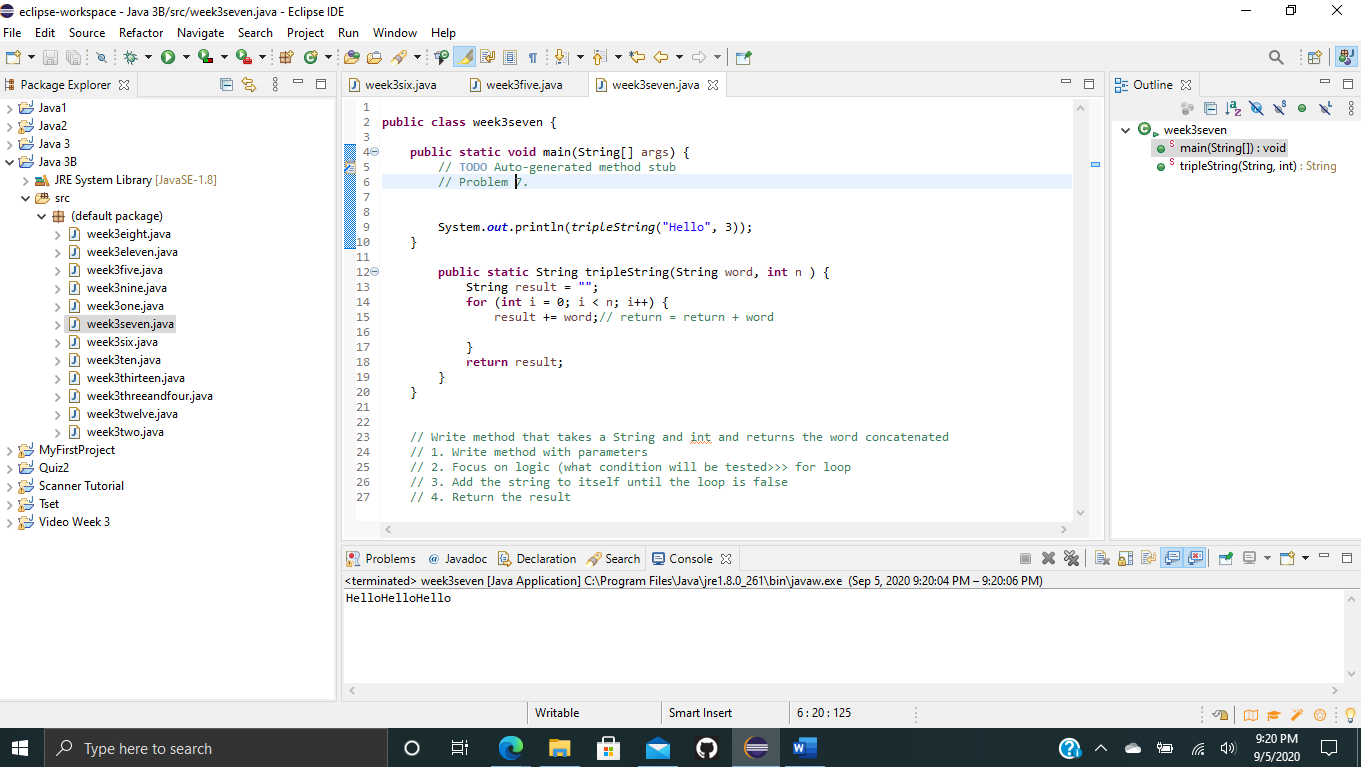 eclipse-workspace - Java 3B/src/week3seven.java - Eclipse IDE
File Edit Source Refactor Navigate Search Project Run Window Help
Package Explorer
Java1
Java2
Java 3
Java 3B
JRE System Library [JavaSE-1.8]
src
(default package)
week3eight.java
week3eleven.java
week3five.java
week3nine.java
week3one.java
week3seven.java
week3six.java
week3ten.java
week3thirteen.java
week3threeandfour.java
week3twelve.java
week3two.java
MyFirstProject
Quiz2
Scanner Tutorial
Tset
Video Week 3
week3six.java week3five.java week3seven.java
1
2 public class week3seven {
3
4 public static void main(String[] args) {
5 // TODO Auto-generated method stub
6 // Problem 7.
7
8
9 System.out.println(tripleString("Hello", 3));
10 }
11
12 public static String tripleString(String word, int n ) {
13 String result = "";
14 for (int i = 0; i < n; i++) {
15 result += word;// return = return + word
16
17 }
18 return result;
19 }
20 }
21
22
23 // Write method that takes a String and int and returns the word concatenated
24 // 1. Write method with parameters
25 // 2. Focus on logic (what condition will be tested>>> for loop
26 // 3. Add the string to itself until the loop is false
27 // 4. Return the result
Outline
week3seven
main(String[]) : void
tripleString(String, int) : String
Problems @ Javadoc Declaration Search Console
<terminated> week3seven [Java Application] C:\Program Files\Java\jre1.8.0_261\bin\javaw.exe (Sep 5, 2020 9:20:04 PM – 9:20:06 PM)
HelloHelloHello
Writable Smart Insert 6 : 20 : 125
Type here to search
9:20 PM
9/5/2020